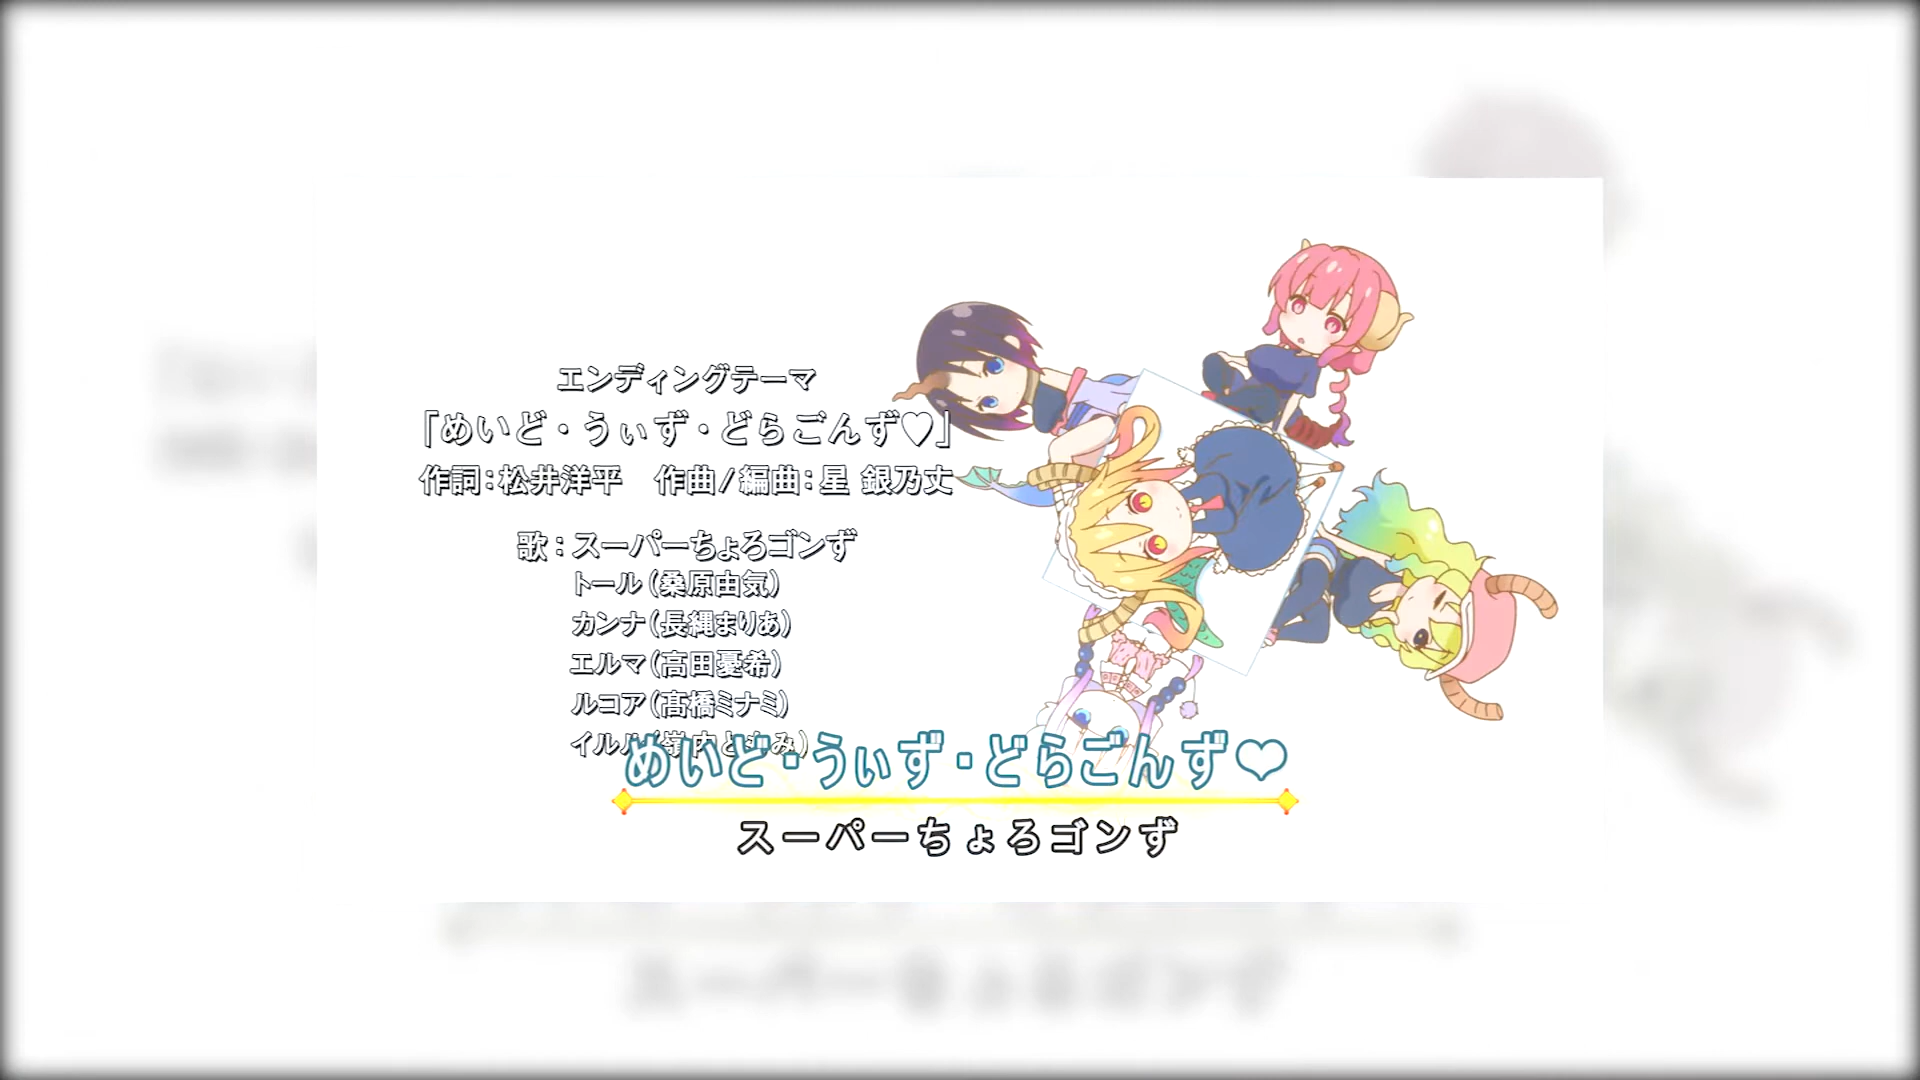 エンディングテーマ
「めいど・うぃず・どらごんず♡」
作詞：松井洋平　作曲/編曲：星 銀乃丈
歌：スーパーちょろゴンず
トール（桑原由気）
カンナ（長縄まりあ）
エルマ（高田憂希）
ルコア（髙橋ミナミ）
イルル
めいど・うぃず・どらごんず♡
スーパーちょろゴンず